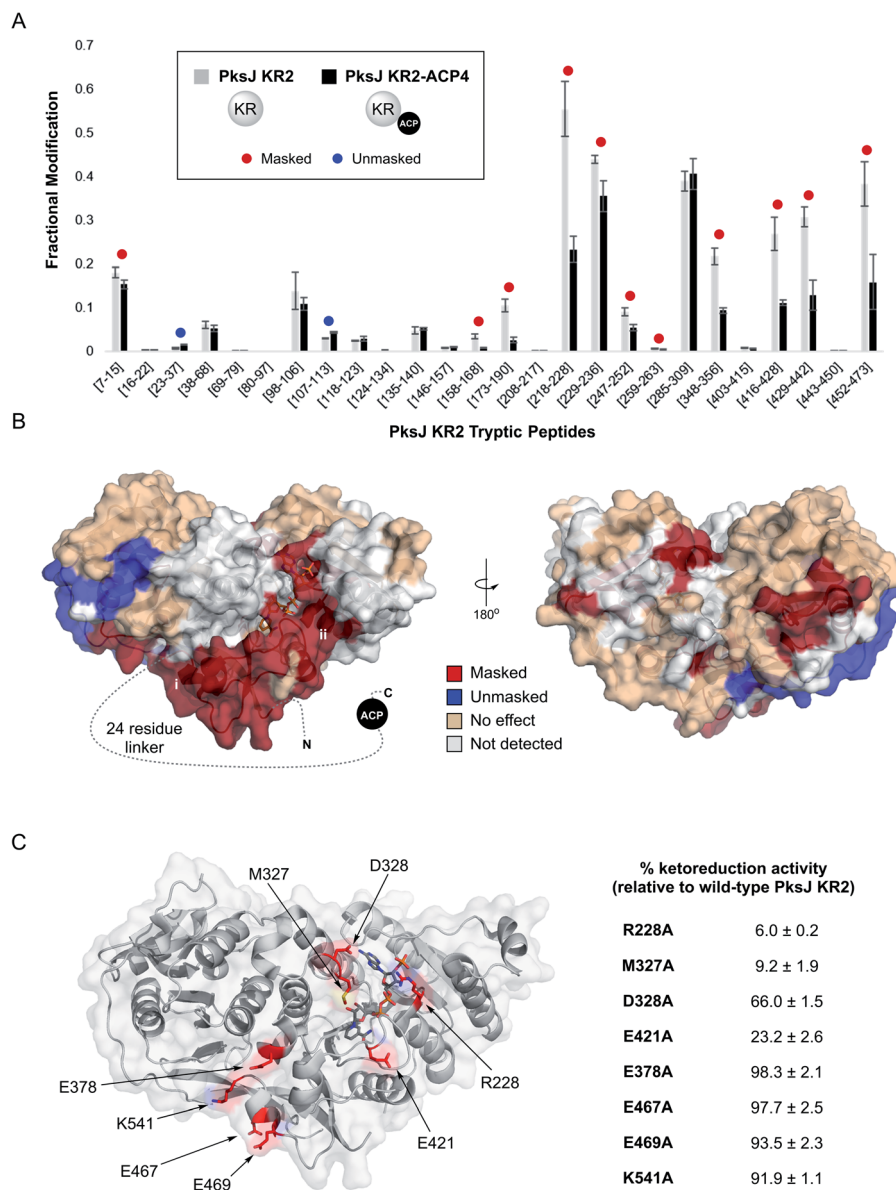 A
0.7
0.6
0.5
0.4
0.3
0.2
0.1
0
Fractional Modification
PksJ KR2
PksJ KR2-ACP4
KR
KR
ACP
Masked
Unmasked
[7-15]
[16-22]
[23-37]
[38-68]
[69-79]
[80-97]
[98-106]
[107-113]
[118-123]
[124-134]
[135-140]
[146-157]
[158-168]
[173-190]
[208-217]
[218-228]
[229-236]
[247-252]
[259-263]
[285-309]
[348-356]
[403-415]
[416-428]
[429-442]
[443-450]
[452-473]
PksJ KR2 Tryptic Peptides
B
i
ii
24 residue
linker
N
C
ACP
180º
Masked
Unmasked
No effect
Not detected
C
D328
M327
E378
K541
E467
E469
E421
R228
% ketoreduction activity
(relative to wild-type PksJ KR2)
R228A 6.0 ± 0.2
M327A 9.2 ± 1.9
D328A 66.0 ± 1.5
E421A 23.2 ± 2.6
E378A 98.3 ± 2.1
E467A 97.7 ± 2.5
E469A 93.5 ± 2.3
K541A 91.9 ± 1.1